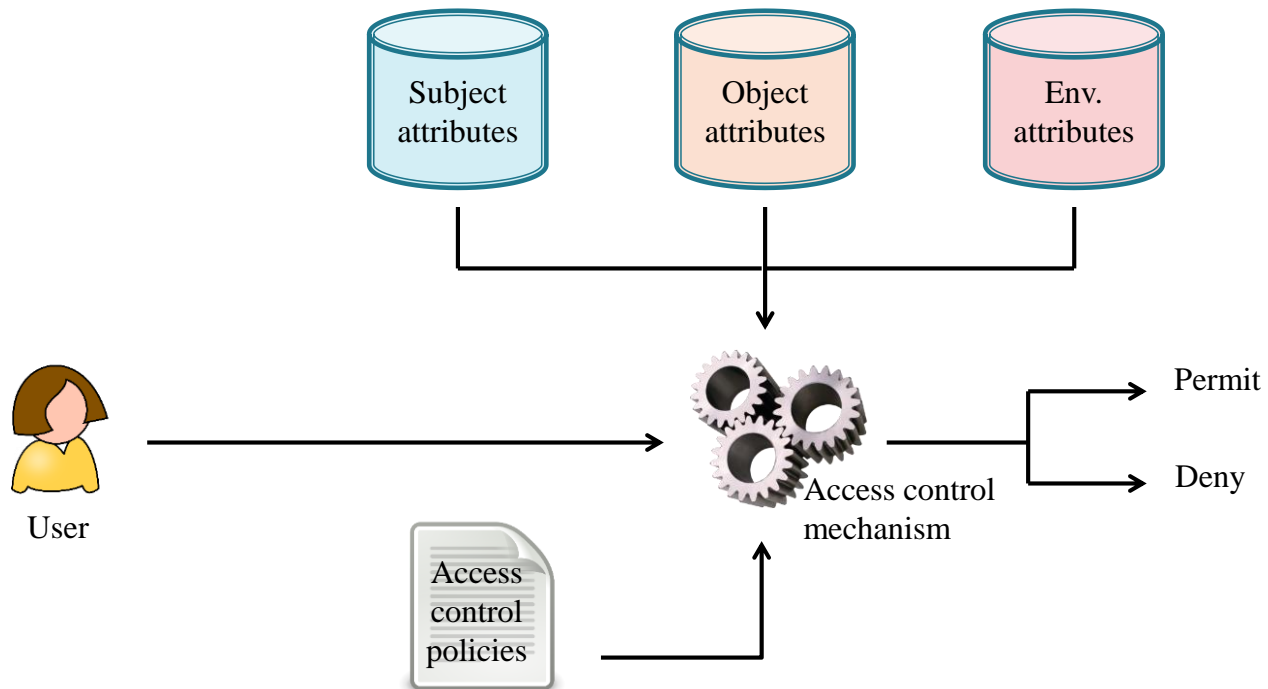 Subject
attributes
Object
attributes
Env.
attributes
Permit
Deny
User
Access control
mechanism
Access
control
policies